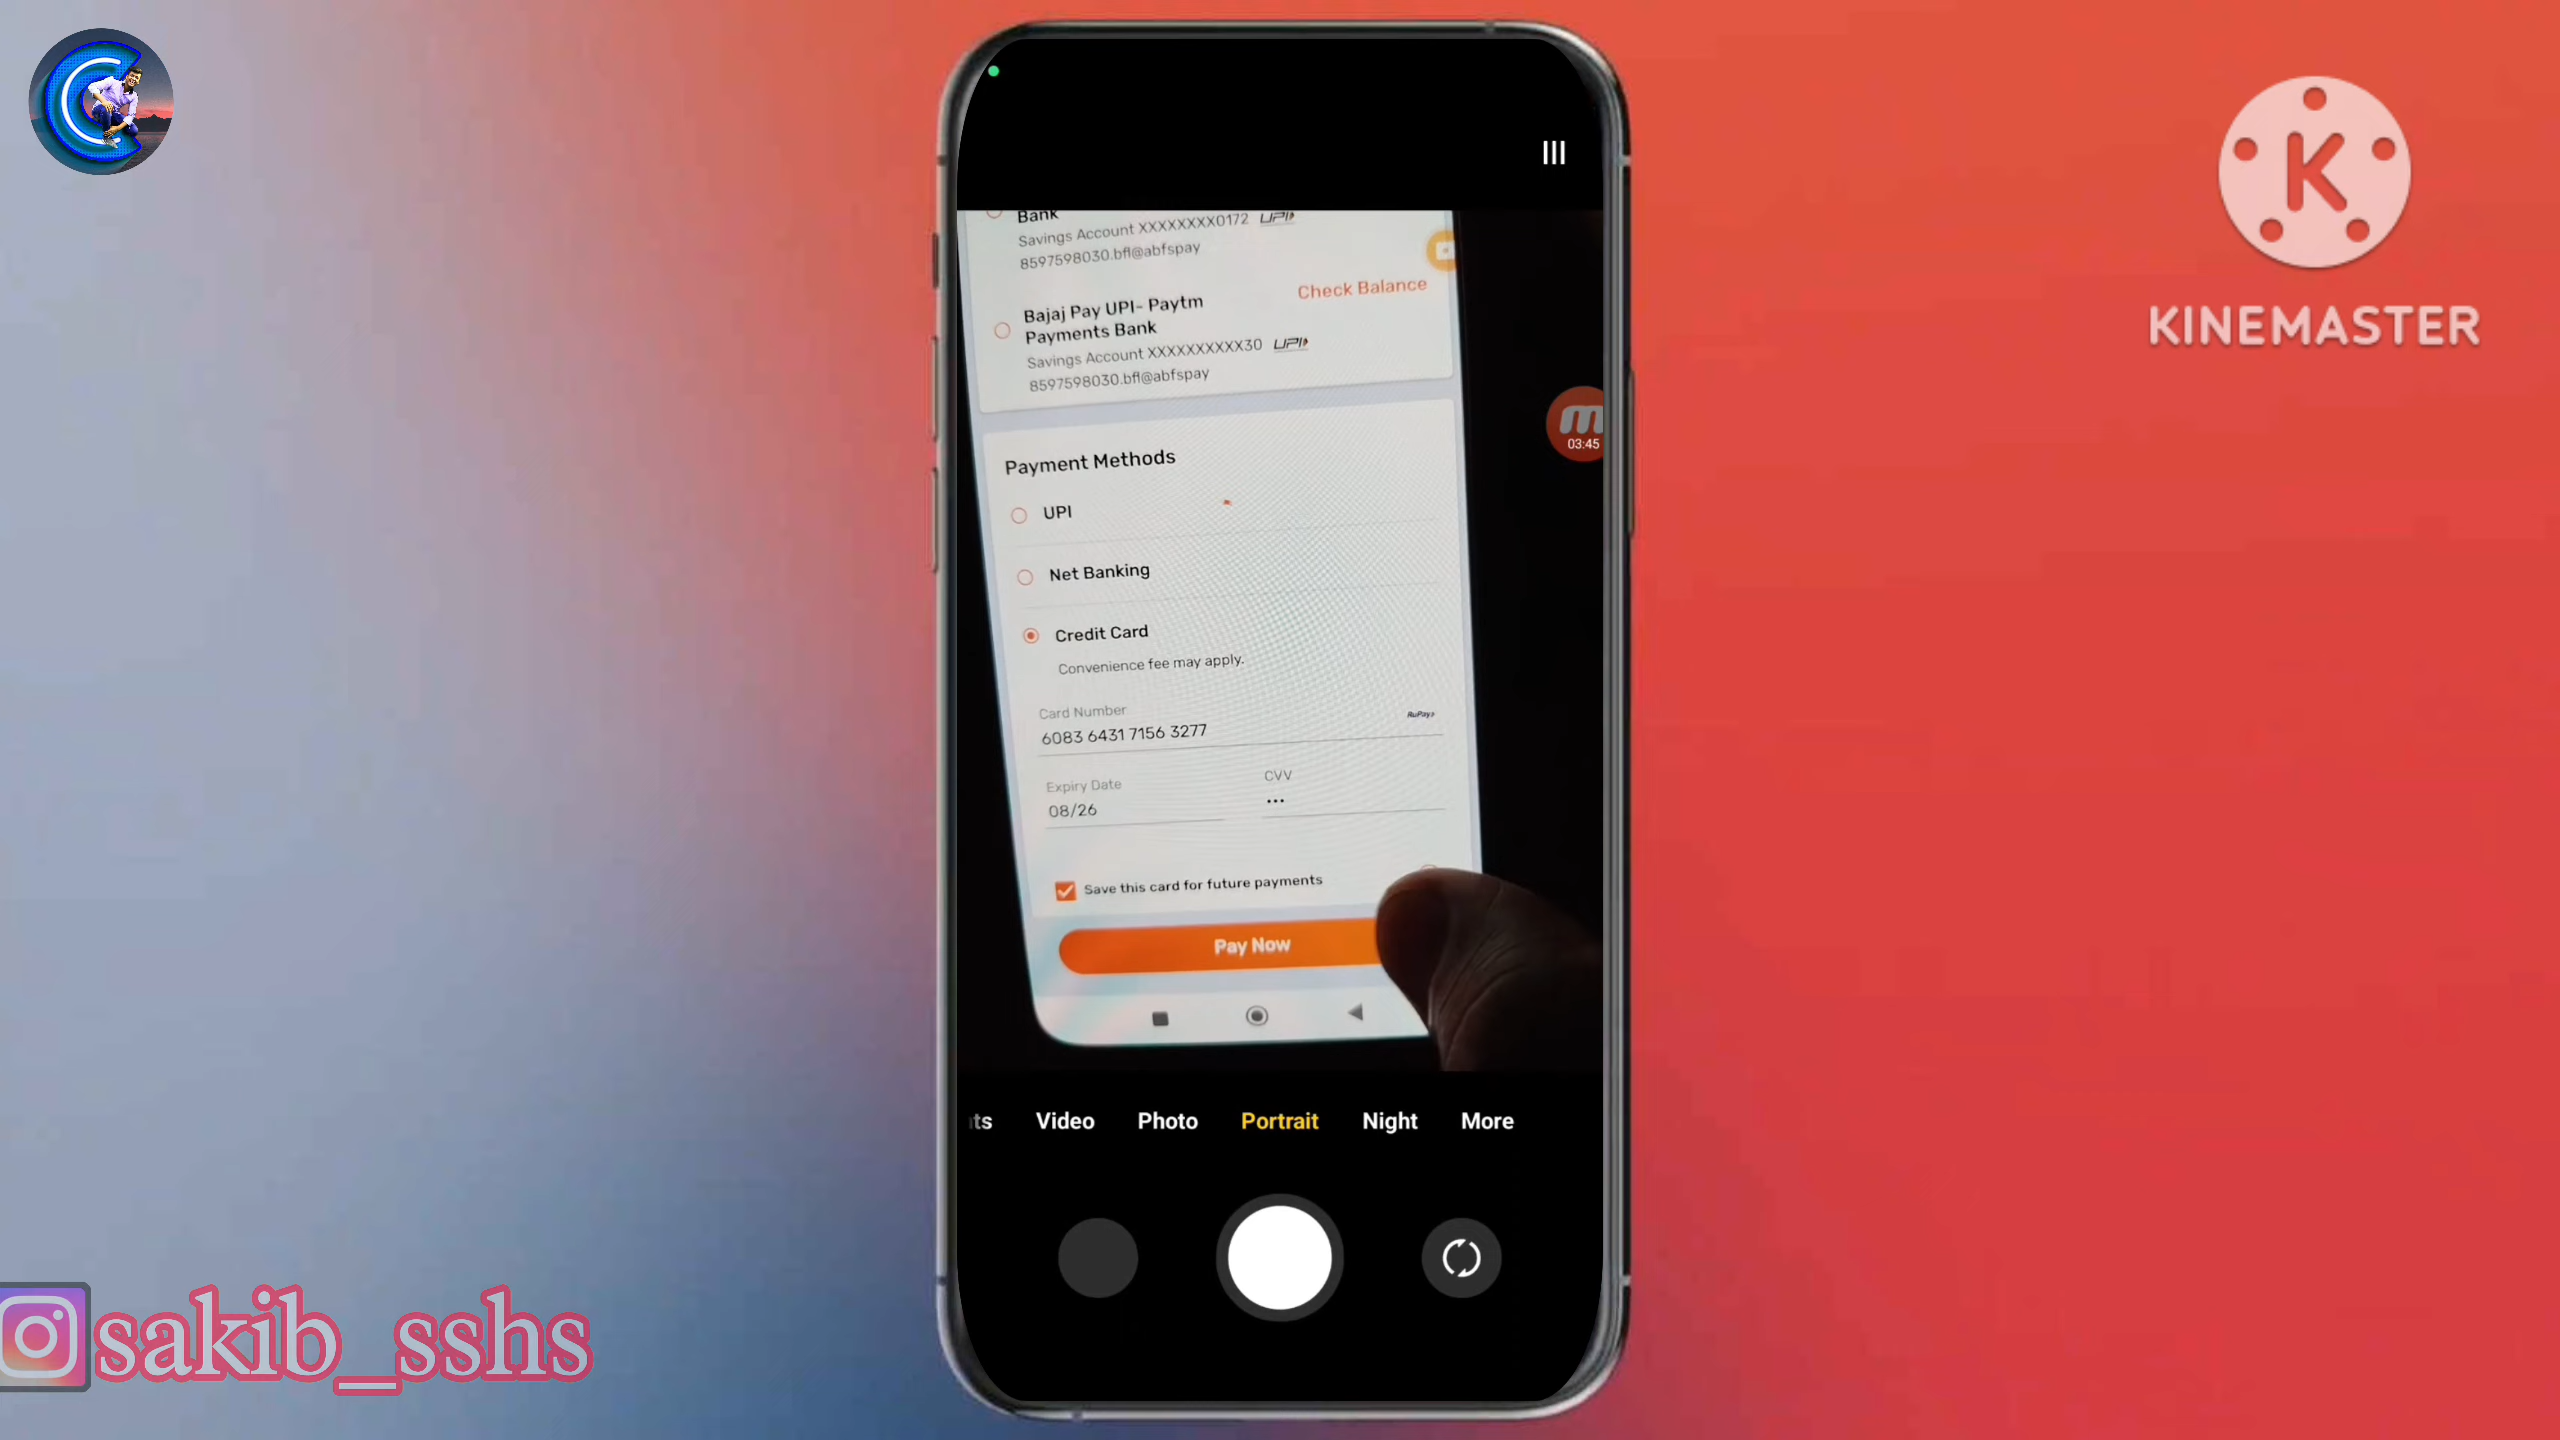 Bank
Savings Account XXXXXXXX0172 UPI
8597598030.bfl@abfspay
Bajaj Pay UPI- Paytm
Payments Bank
Check Balance
Savings Account XXXXXXXXXX30 UPI
8597598030.bfl@abfspay
Payment Methods
UPI
Net Banking
Credit Card
Convenience fee may apply.
Card Number
6083 6431 7156 3277 RuPay
Expiry Date
08/26
CVV
•••
Save this card for future payments
Pay Now
03:45
Video Photo Portrait Night More
K
KINEMASTER
sakib_sshs